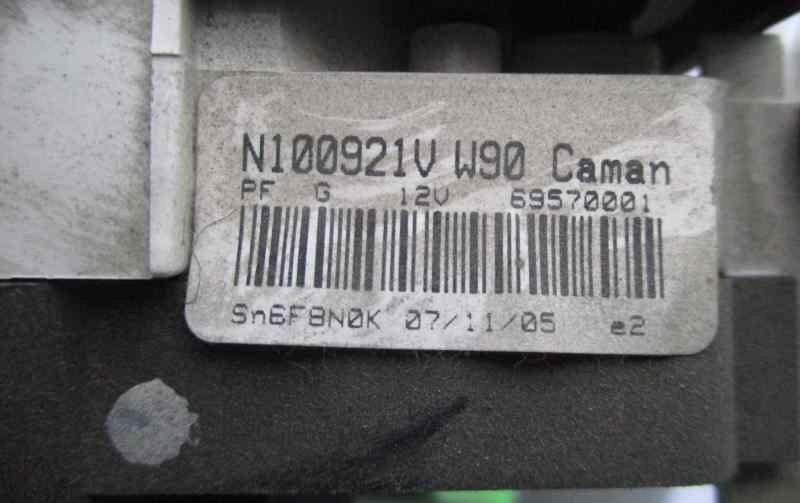 N100921V W90 Caman
PF G 12V 69570001
Sn6F8N0K 07/11/05 e2